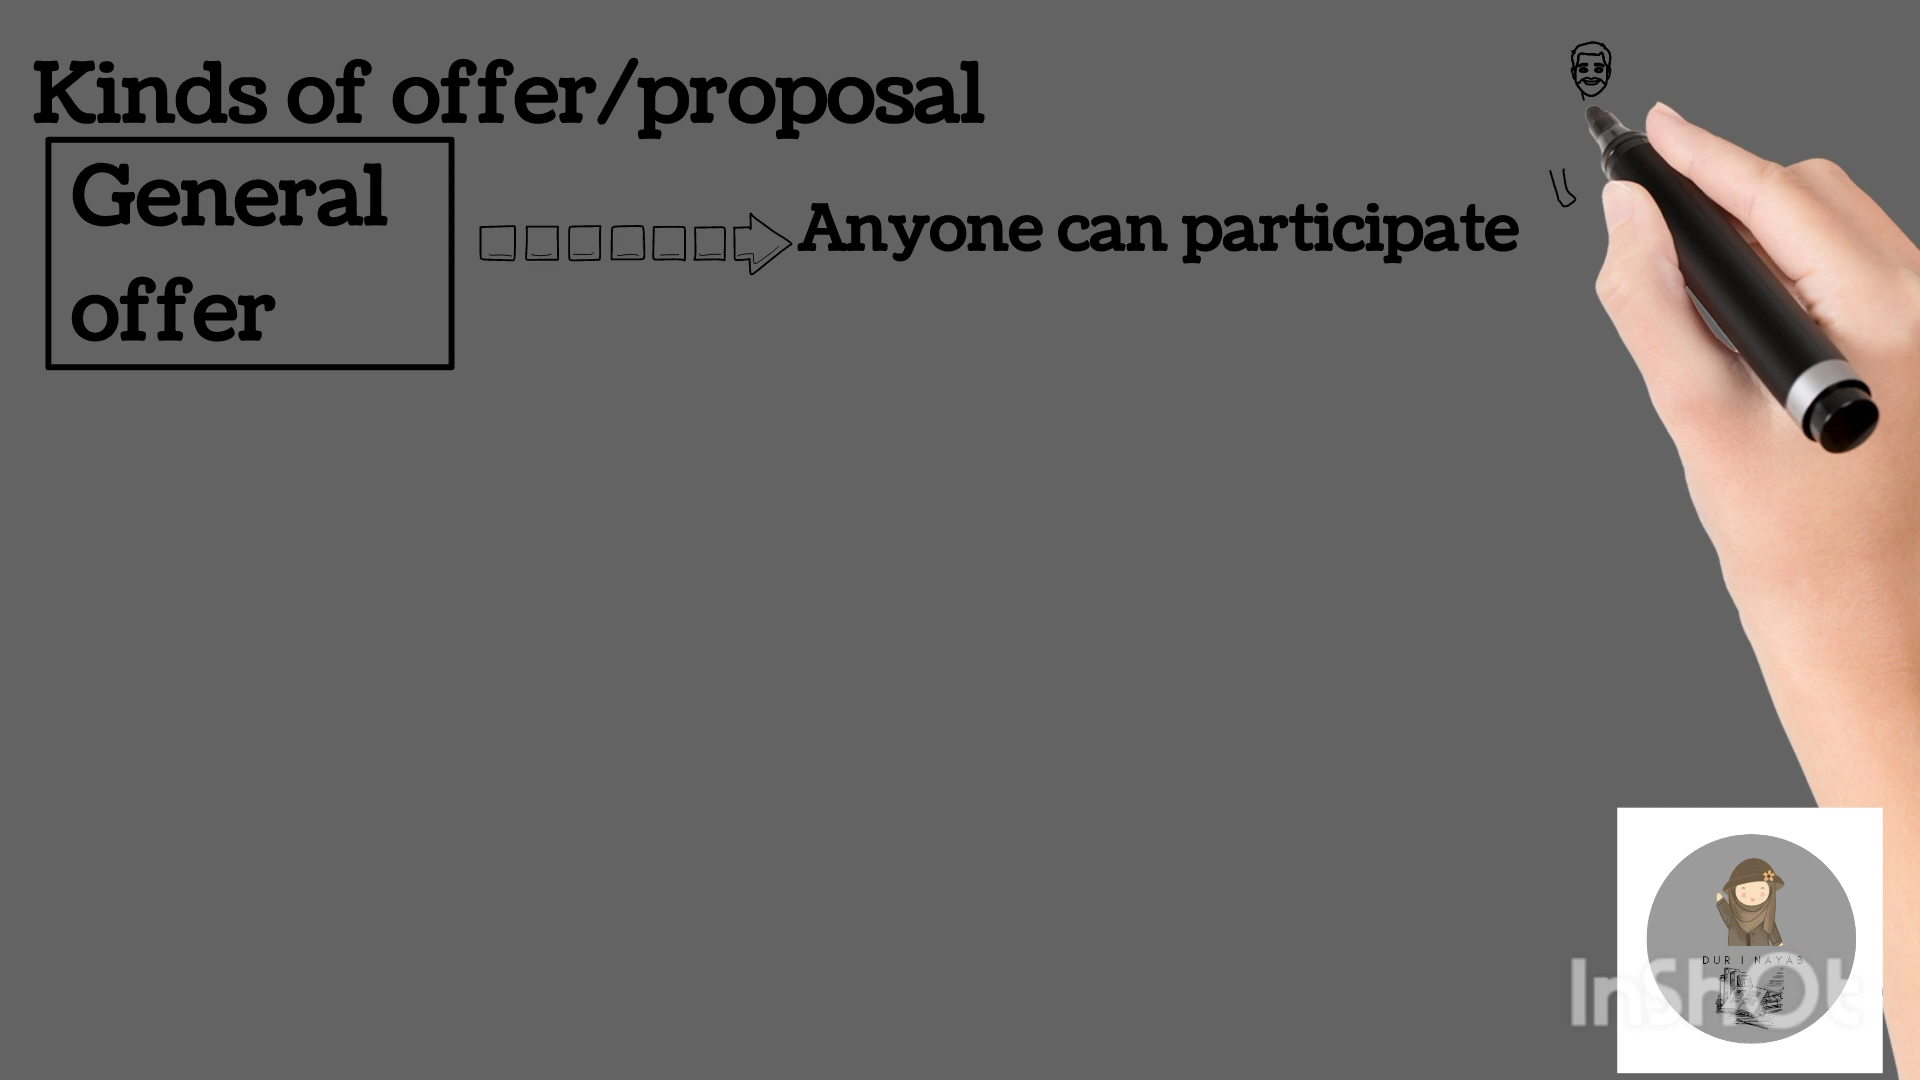 Kinds of offer/proposal
General
offer
Anyone can participate
DUR I NAYAB
InShOt